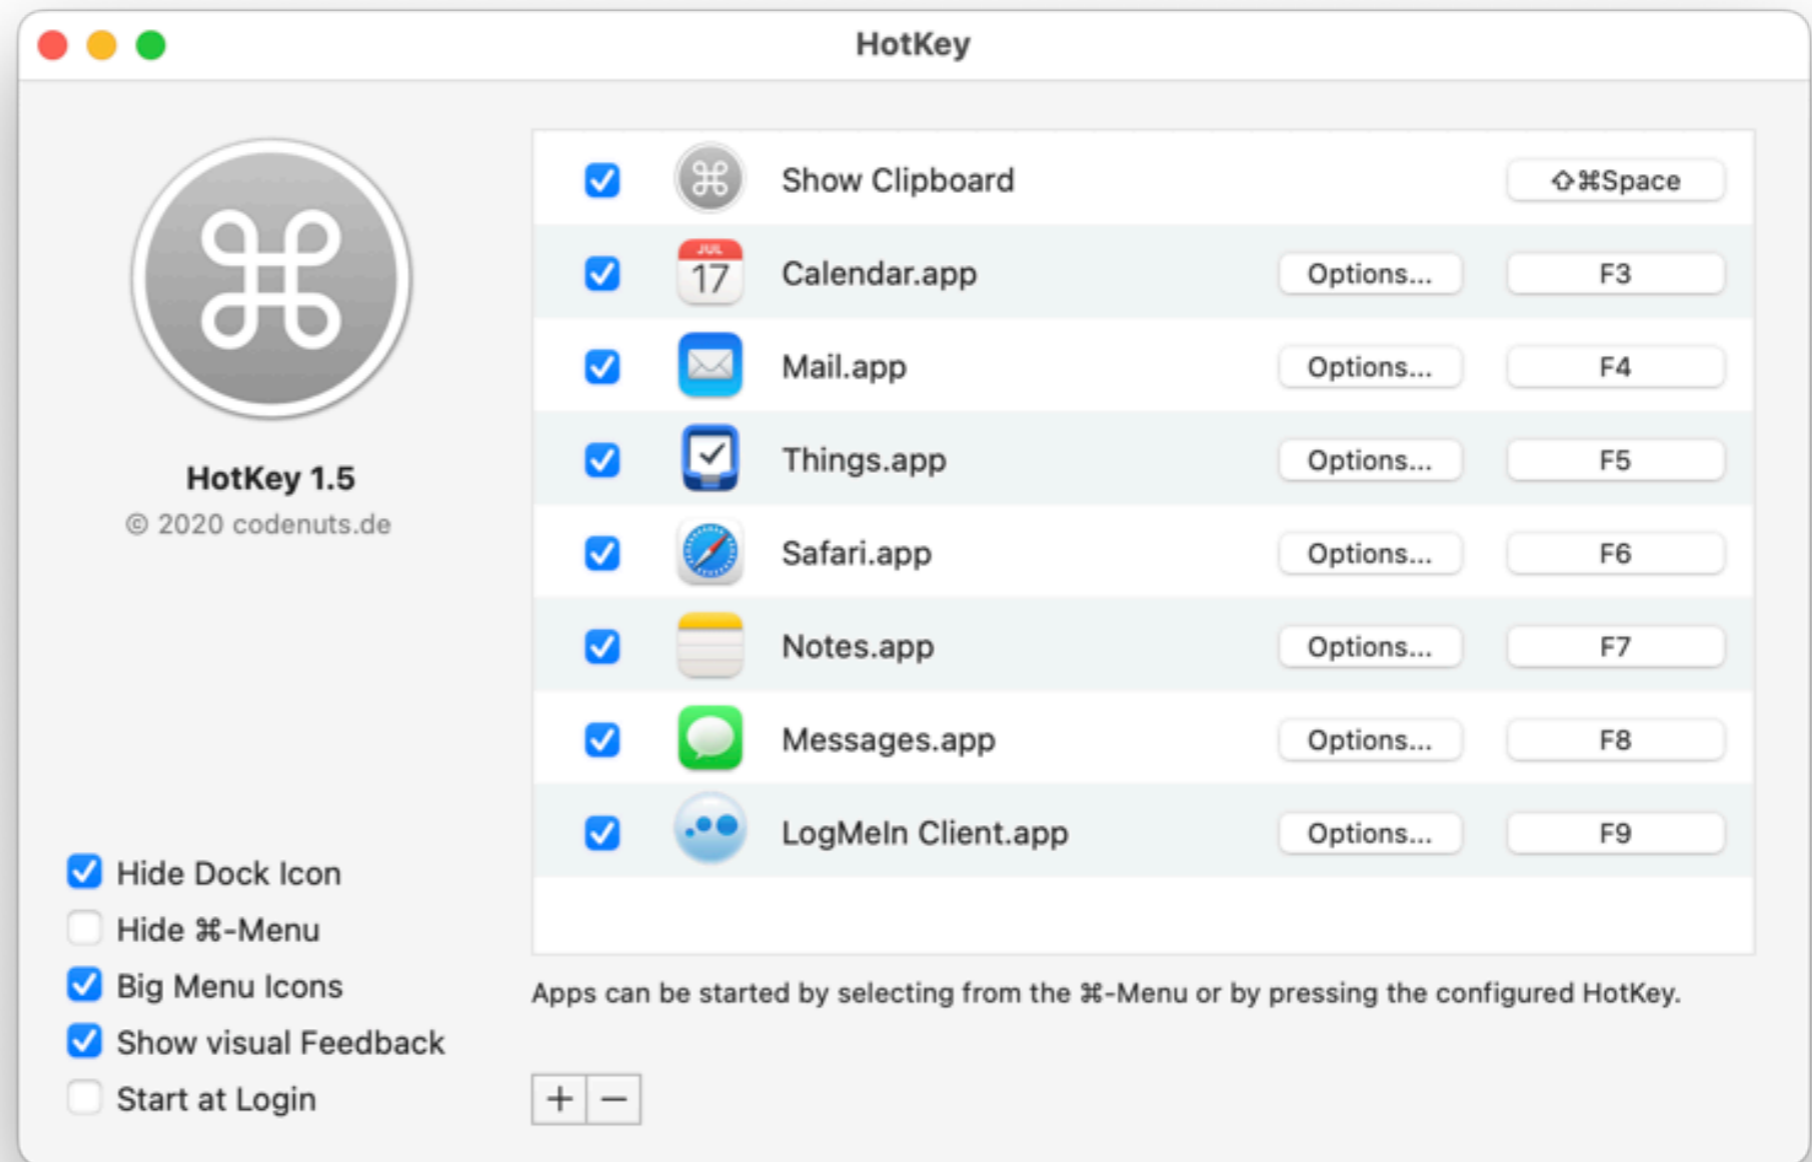 HotKey
HotKey 1.5
© 2020 codenuts.de
Show Clipboard ⇧⌘Space
JUL
17
Calendar.app Options... F3
Mail.app Options... F4
Things.app Options... F5
Safari.app Options... F6
Notes.app Options... F7
Messages.app Options... F8
LogMeIn Client.app Options... F9
Hide Dock Icon
Hide ⌘-Menu
Big Menu Icons
Show visual Feedback
Start at Login
Apps can be started by selecting from the ⌘-Menu or by pressing the configured HotKey.
+ −